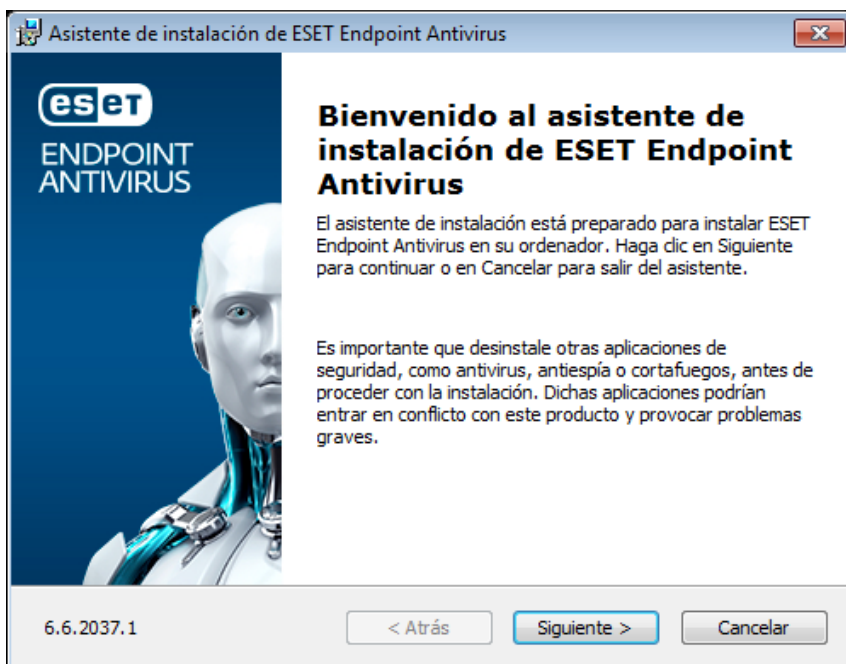 Asistente de instalación de ESET Endpoint Antivirus
eset
ENDPOINT
ANTIVIRUS
Bienvenido al asistente de
instalación de ESET Endpoint
Antivirus
El asistente de instalación está preparado para instalar ESET
Endpoint Antivirus en su ordenador. Haga clic en Siguiente
para continuar o en Cancelar para salir del asistente.
Es importante que desinstale otras aplicaciones de
seguridad, como antivirus, antiespía o cortafuegos, antes de
proceder con la instalación. Dichas aplicaciones podrían
entrar en conflicto con este producto y provocar problemas
graves.
6.6.2037.1
< Atrás
Siguiente >
Cancelar